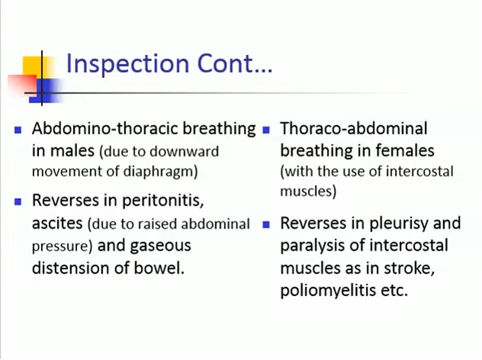 Inspection Cont...
Abdomino-thoracic breathing
in males (due to downward
movement of diaphragm)
Reverses in peritonitis,
ascites (due to raised abdominal
pressure) and gaseous
distension of bowel.
Thoraco-abdominal
breathing in females
(with the use of intercostal
muscles)
Reverses in pleurisy and
paralysis of intercostal
muscles as in stroke,
poliomyelitis etc.